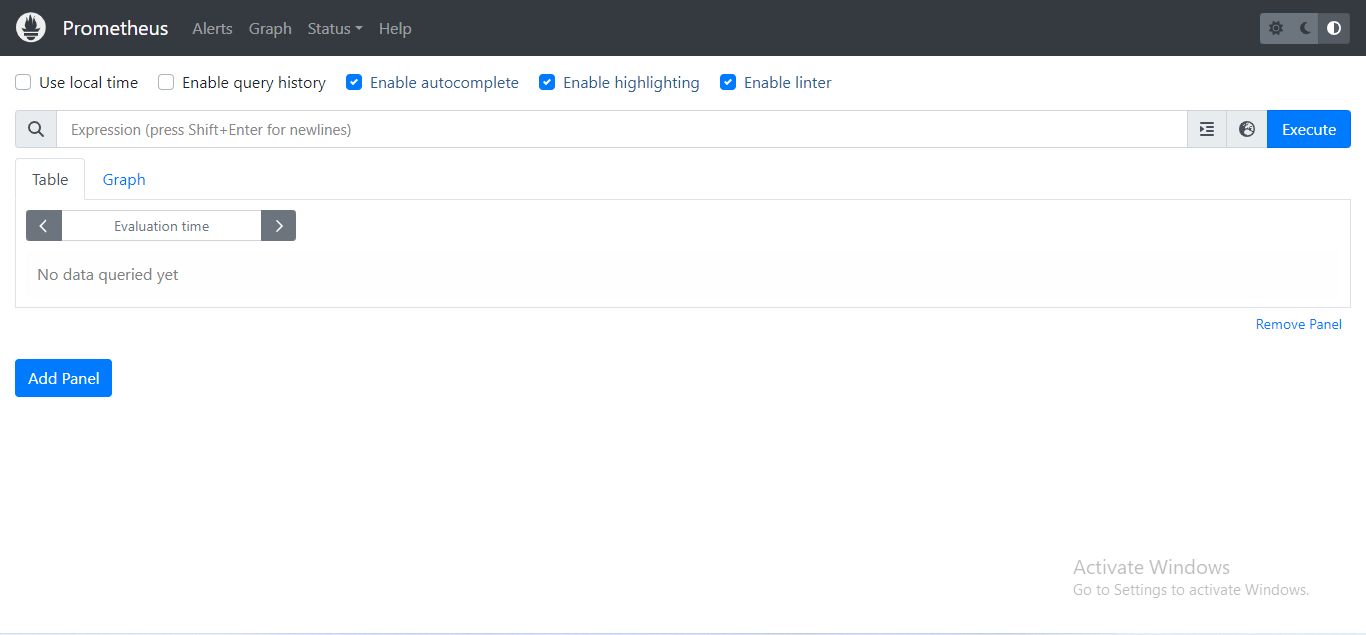 Prometheus Alerts Graph Status Help
Use local time Enable query history Enable autocomplete Enable highlighting Enable linter
Expression (press Shift+Enter for newlines) Execute
Table Graph
Evaluation time
No data queried yet
Remove Panel
Add Panel
Activate Windows
Go to Settings to activate Windows.